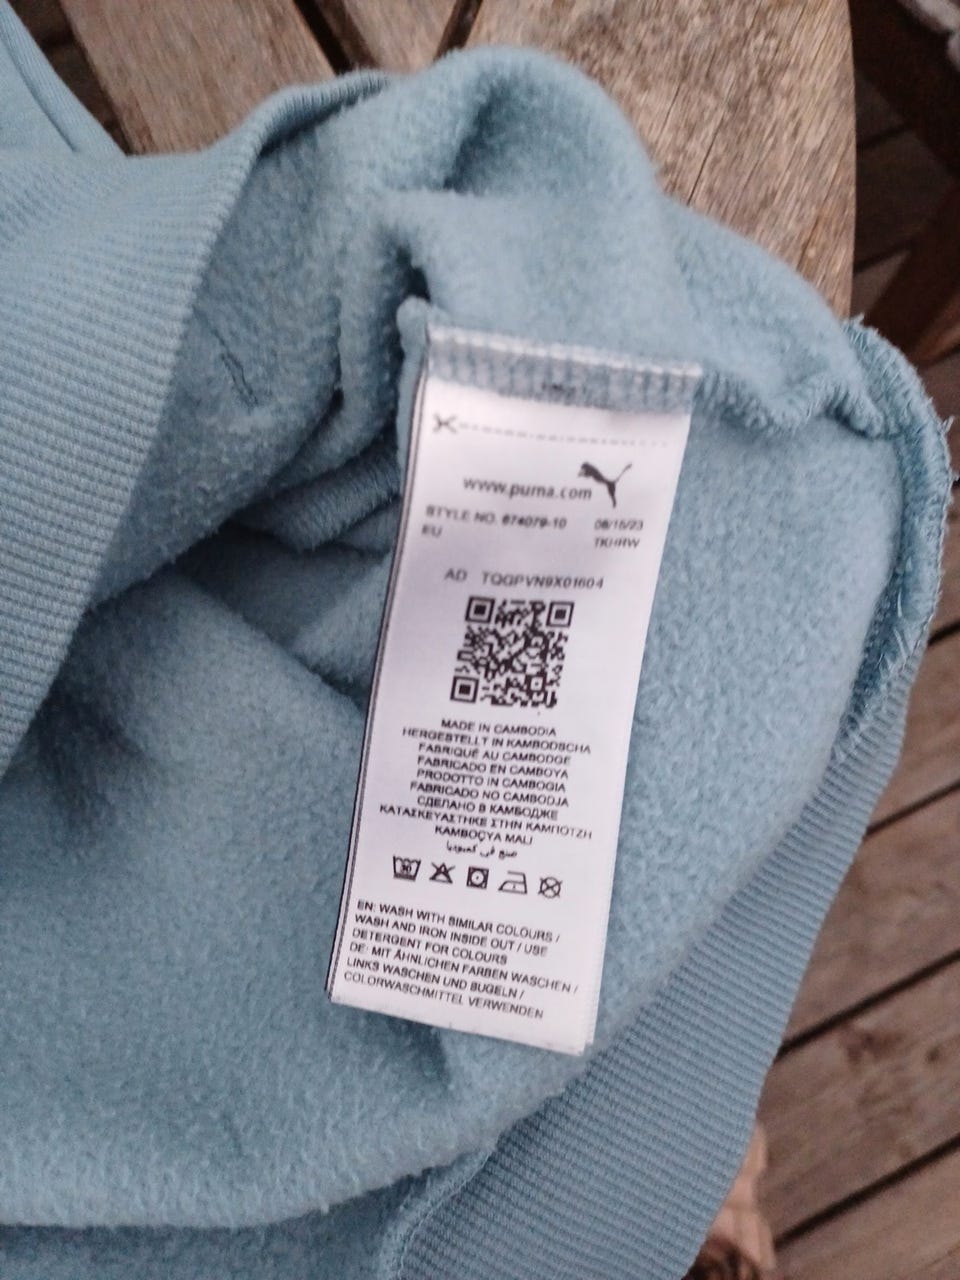 www.puma.com
STYLE NO. 674079-10 08/15/23
EU TKHRW
AD TQGPVN9X01604
MADE IN CAMBODIA
HERGESTELLT IN KAMBODSCHA
FABRIQUÉ AU CAMBODGE
FABRICADO EN CAMBOYA
PRODOTTO IN CAMBOGIA
FABRICADO NO CAMBODJA
СДЕЛАНО В КАМБОДЖЕ
ΚΑΤΑΣΚΕΥΑΣΤΗΚΕ ΣΤΗΝ ΚΑΜΠΟΤΖΗ
KAMBOÇYA MALI
صنع في كمبوديا
30
EN: WASH WITH SIMILAR COLOURS /
WASH AND IRON INSIDE OUT / USE
DETERGENT FOR COLOURS
DE: MIT ÄHNLICHEN FARBEN WASCHEN /
LINKS WASCHEN UND BÜGELN /
COLORWASCHMITTEL VERWENDEN